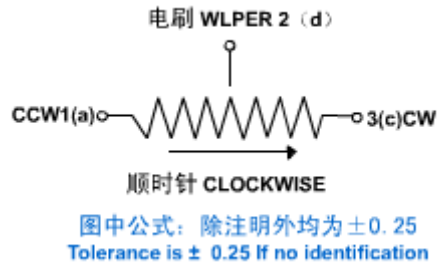 电刷 WLPER 2（d）
CCW1(a) 3(c)CW
顺时针 CLOCKWISE
图中公式：除注明外均为±0.25
Tolerance is ± 0.25 If no identification